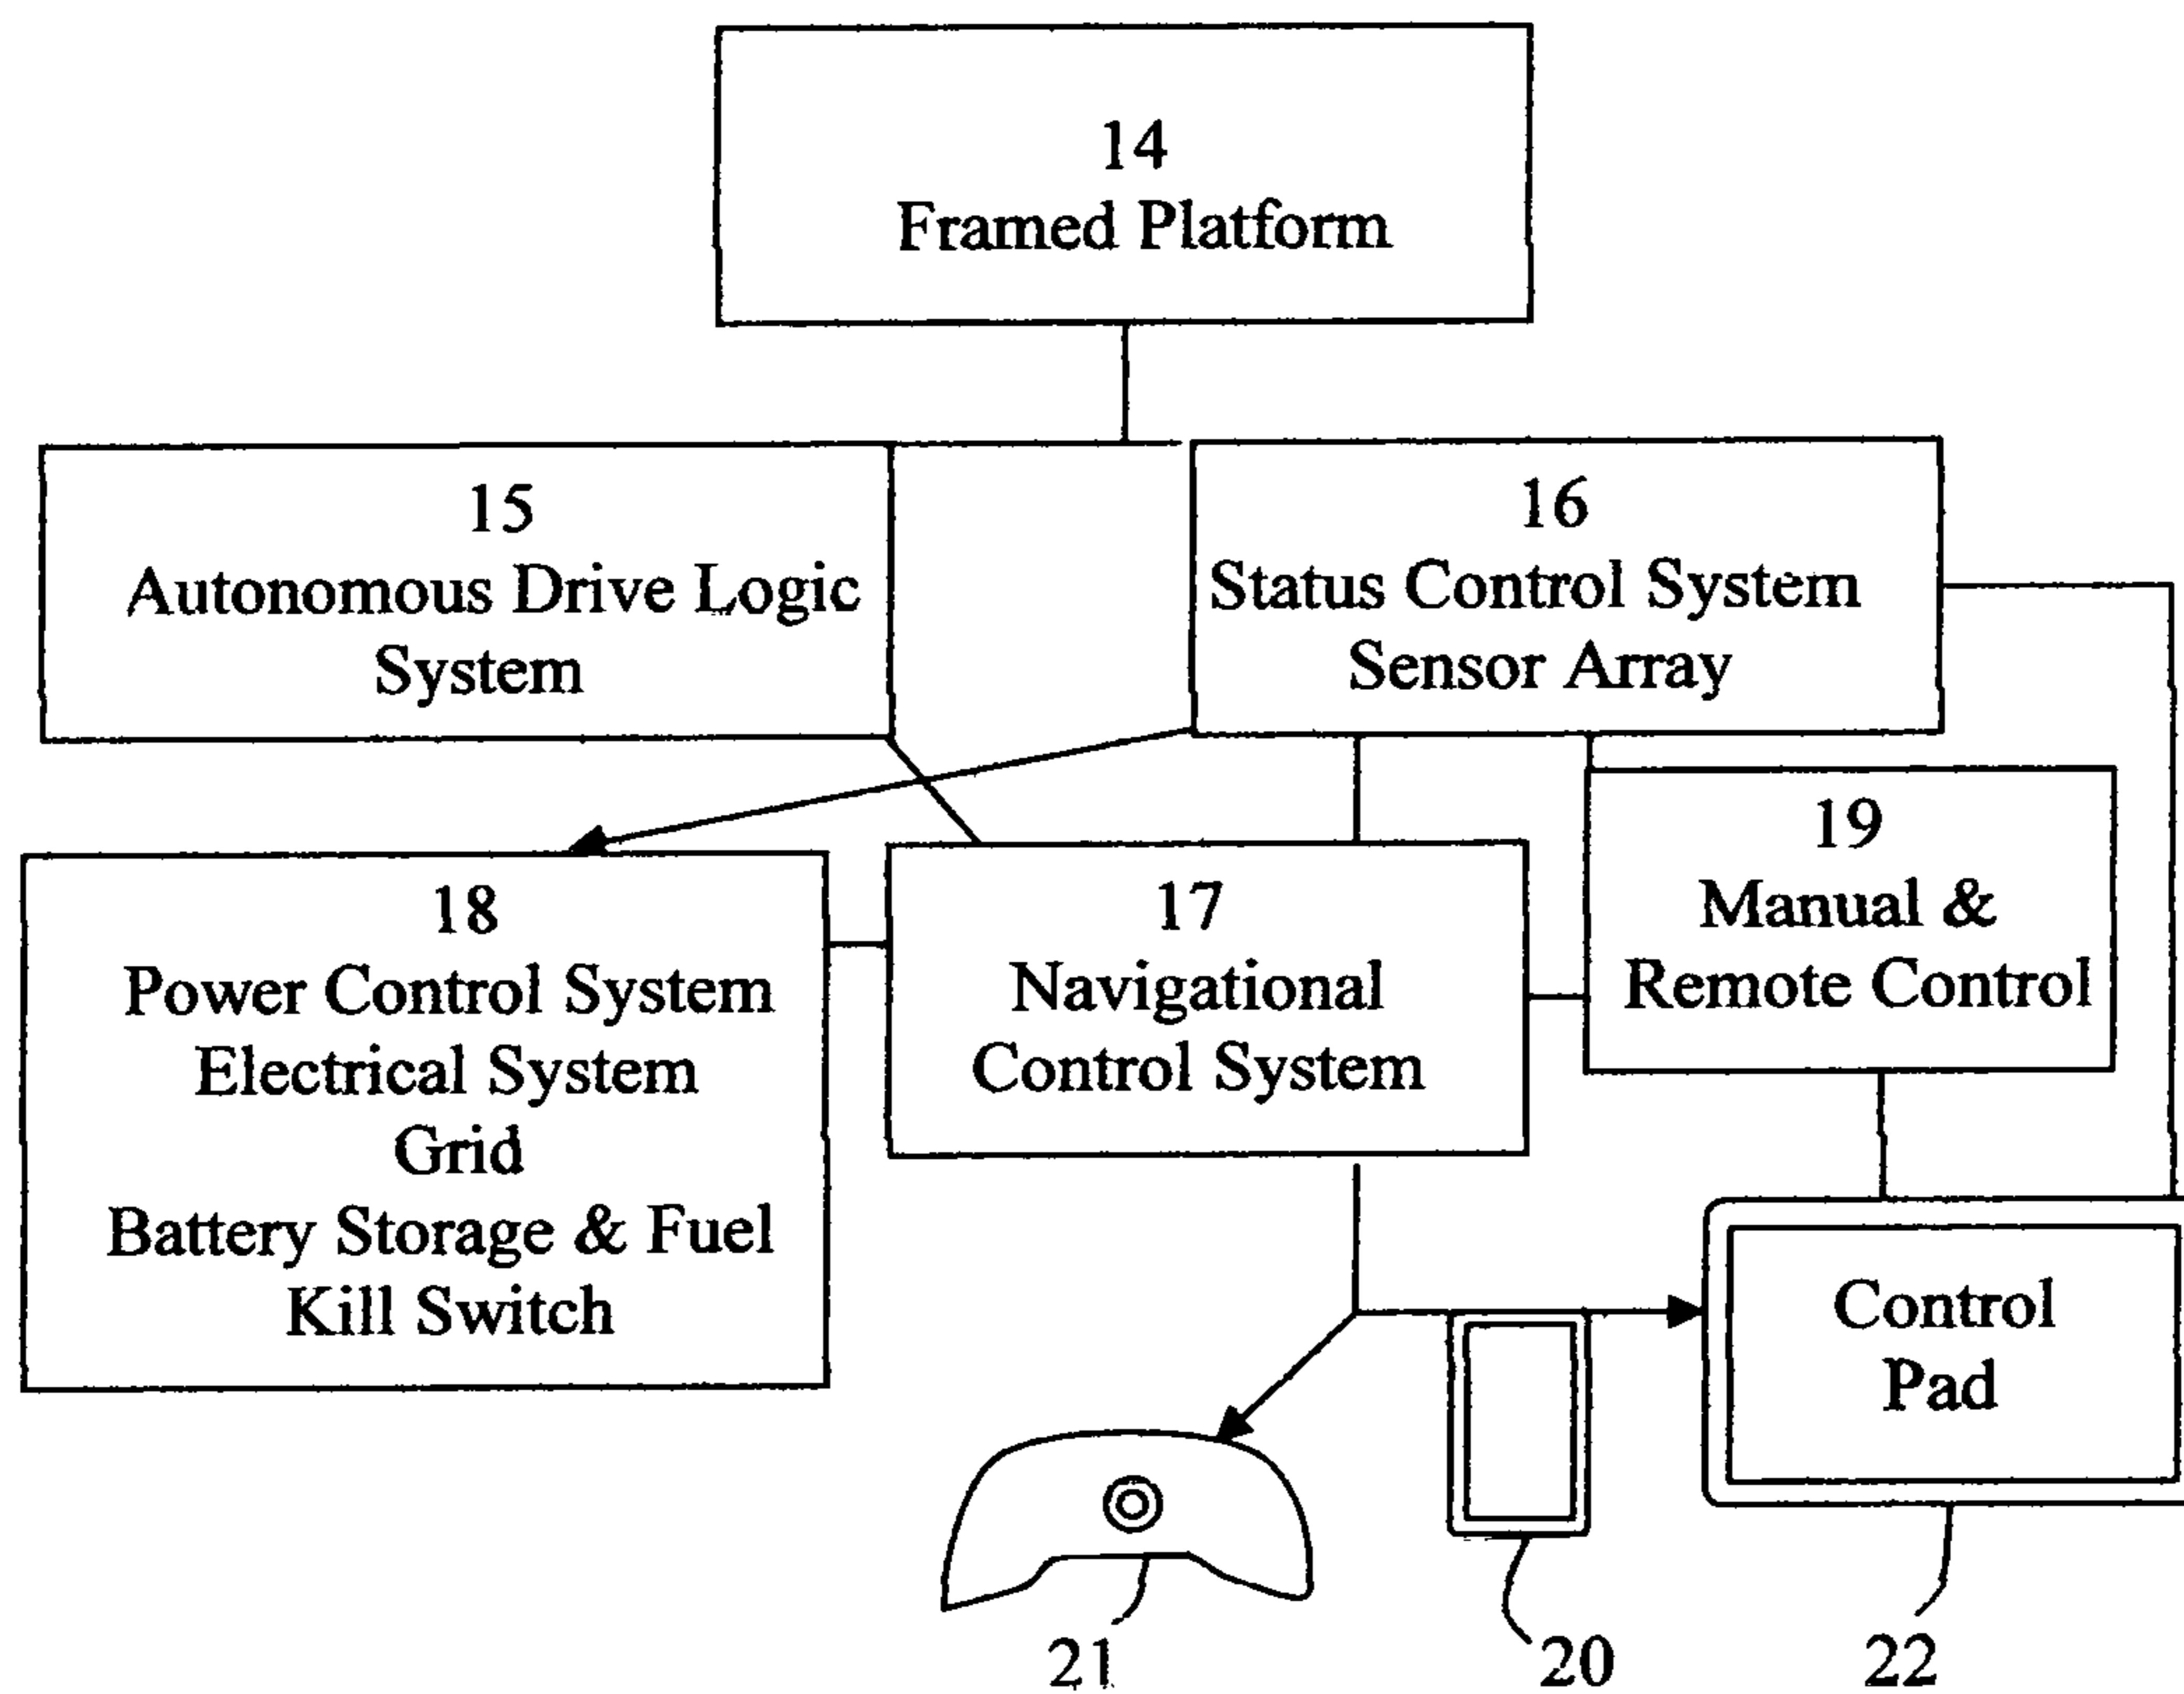 14
Framed Platform
15
Autonomous Drive Logic
System
16
Status Control System
Sensor Array
18
Power Control System
Electrical System
Grid
Battery Storage & Fuel
Kill Switch
17
Navigational
Control System
19
Manual &
Remote Control
Control
Pad
21
20
22